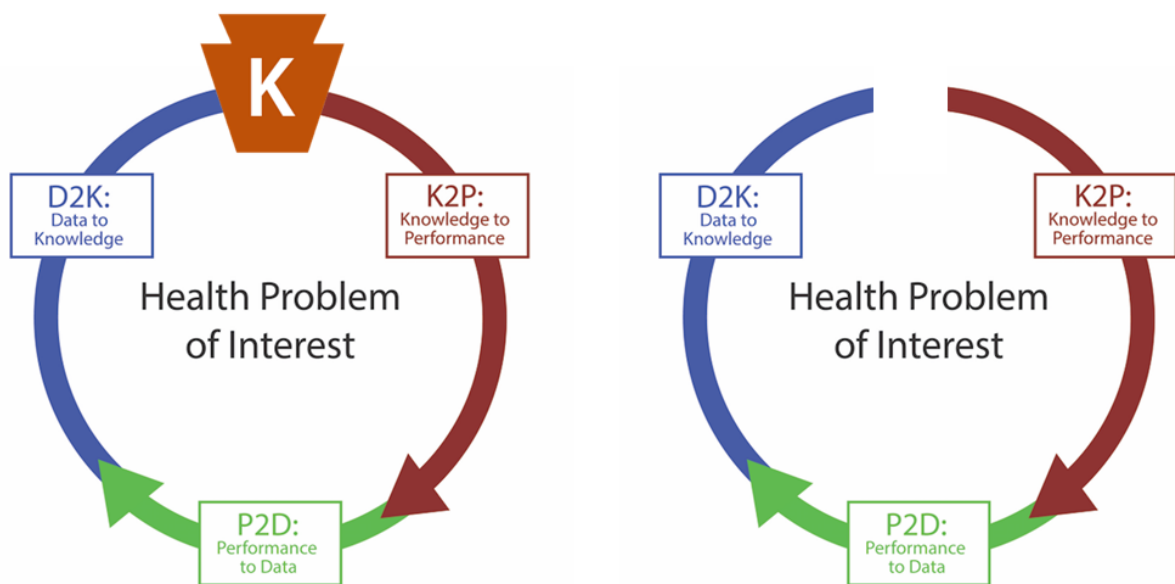 K
D2K:
Data to
Knowledge
K2P:
Knowledge to
Performance
Health Problem
of Interest
P2D:
Performance
to Data
D2K:
Data to
Knowledge
K2P:
Knowledge to
Performance
Health Problem
of Interest
P2D:
Performance
to Data